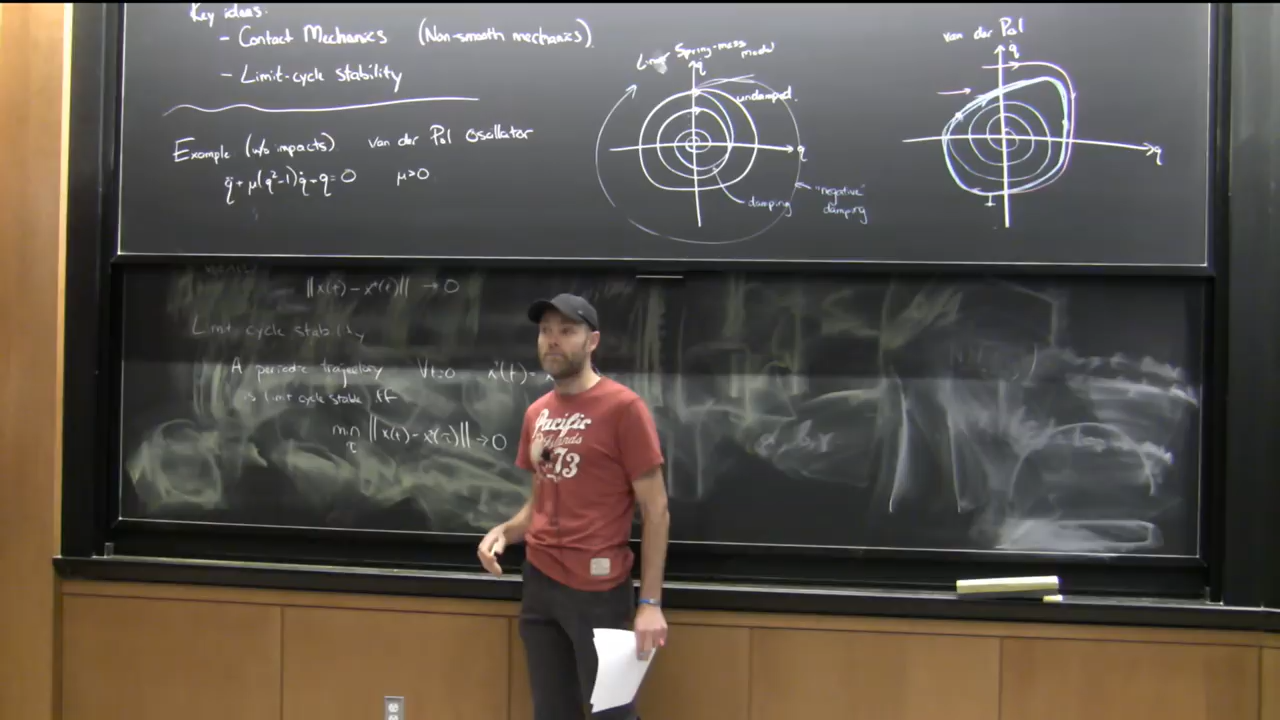 Key ideas:
- Contact Mechanics (Non-smooth mechanics).
- Limit-cycle stability
Example (w/o impacts). van der Pol Oscillator
q̈ + μ(q²-1)q̇ + q = 0 μ>0
Linear Spring-mass model
q̇
undamped.
q
damping
"negative" damping
van der Pol
q̇
q
||x(t) - x*(t)|| → 0
Limit cycle stability
A periodic trajectory
is limit cycle stable iff
min ||x(t) - x*(τ)|| → 0
τ
Pacific
Islands
73